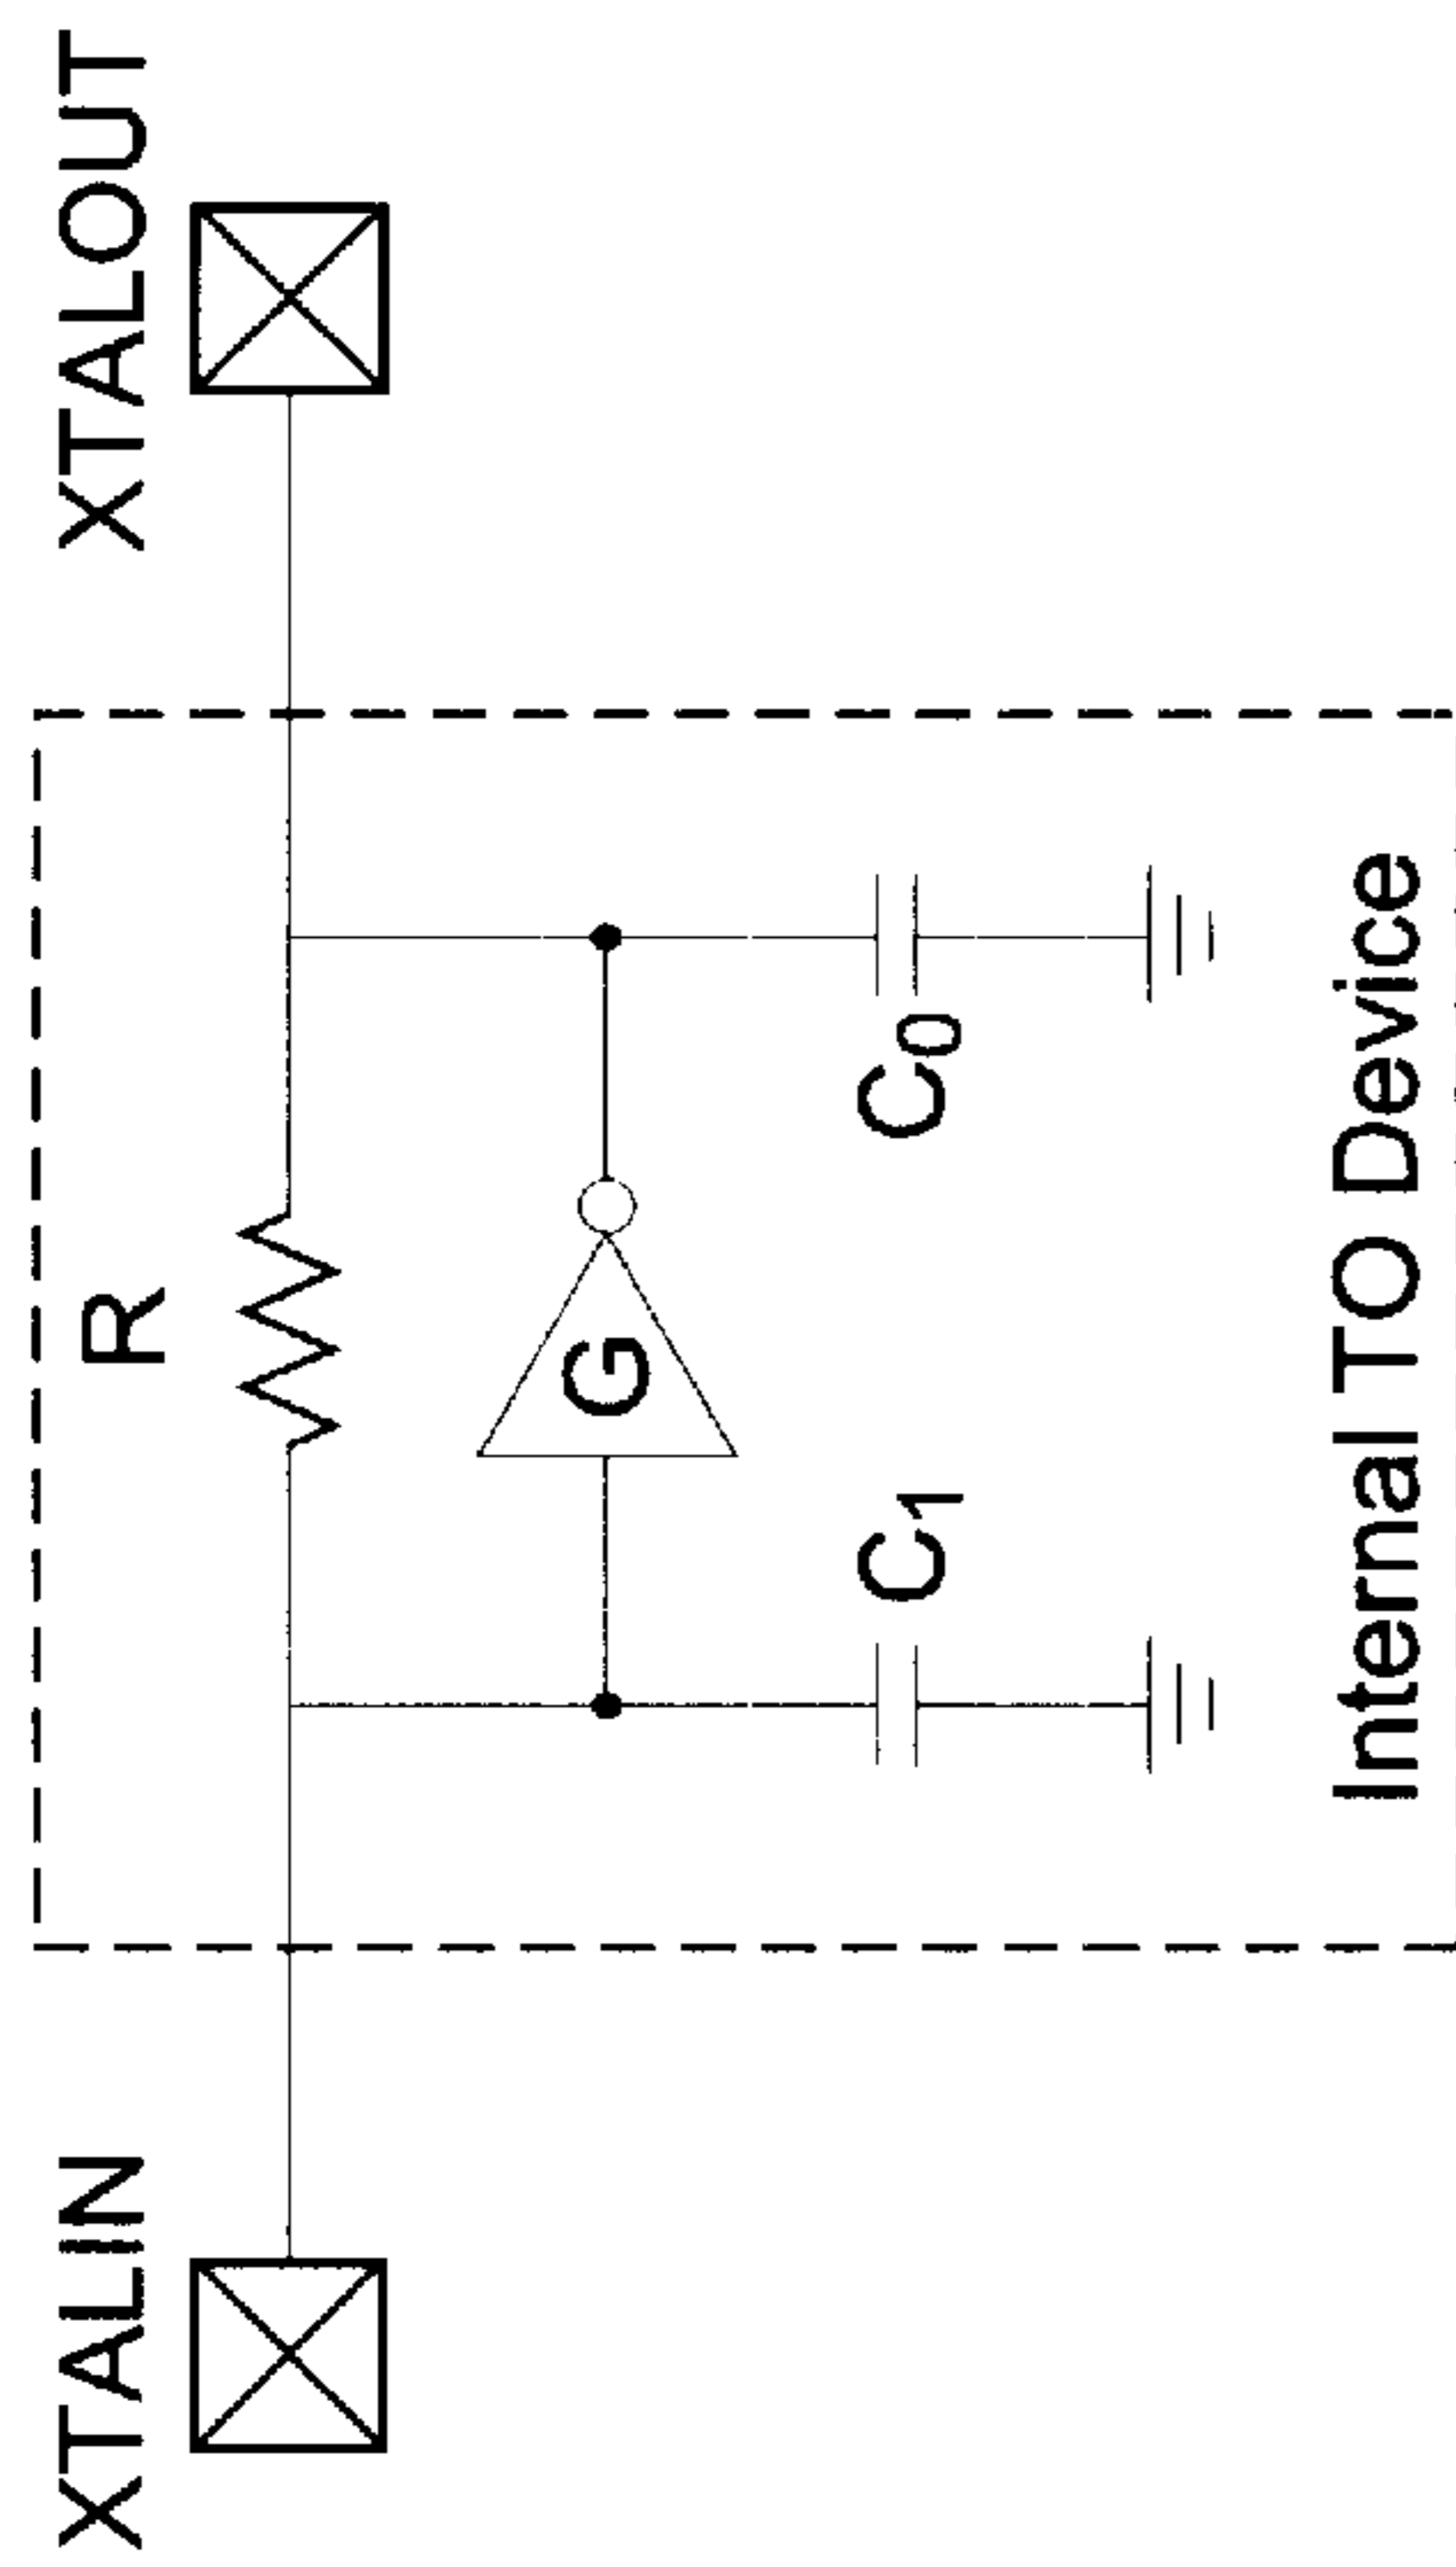 XTALIN
XTALOUT
R
G
C1
C0
Internal TO Device